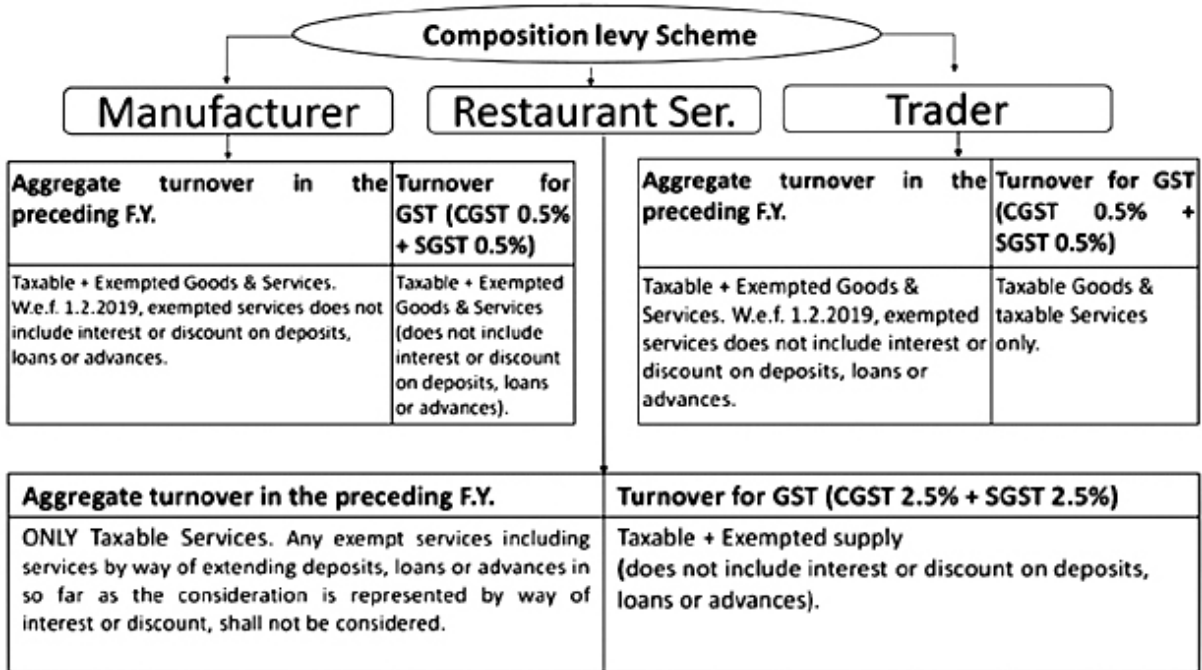 Composition levy Scheme
Manufacturer
Restaurant Ser.
Trader
Aggregate turnover in the
preceding F.Y.
Turnover for
GST (CGST 0.5%
+ SGST 0.5%)
Taxable + Exempted Goods & Services.
W.e.f. 1.2.2019, exempted services does not
include interest or discount on deposits,
loans or advances.
Taxable + Exempted
Goods & Services
(does not include
interest or discount
on deposits, loans
or advances).
Aggregate turnover in the
preceding F.Y.
Turnover for GST
(CGST 0.5% +
SGST 0.5%)
Taxable + Exempted Goods &
Services. W.e.f. 1.2.2019, exempted
services does not include interest or
discount on deposits, loans or
advances.
Taxable Goods &
taxable Services
only.
Aggregate turnover in the preceding F.Y.
Turnover for GST (CGST 2.5% + SGST 2.5%)
ONLY Taxable Services. Any exempt services including
services by way of extending deposits, loans or advances in
so far as the consideration is represented by way of
interest or discount, shall not be considered.
Taxable + Exempted supply
(does not include interest or discount on deposits,
loans or advances).